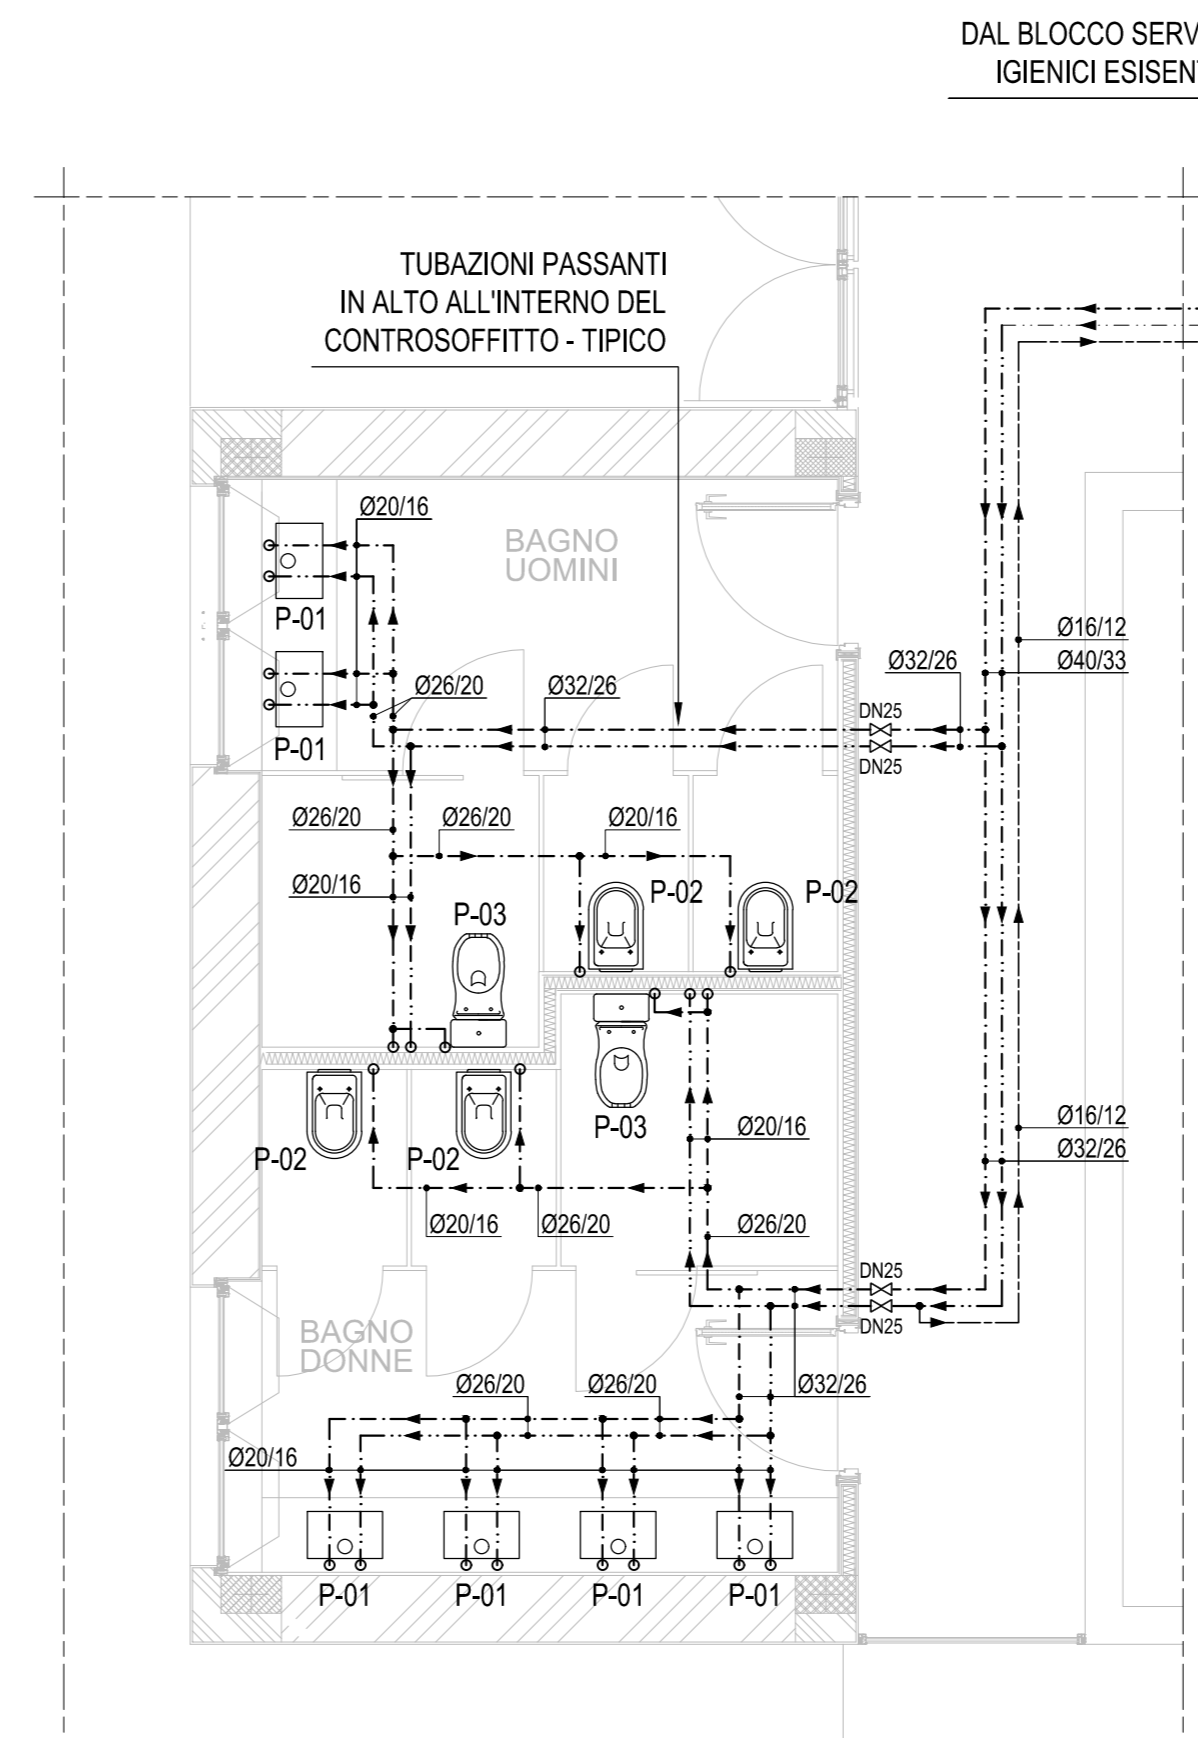 DAL BLOCCO SERV
IGIENICI ESISENT
TUBAZIONI PASSANTI
IN ALTO ALL'INTERNO DEL
CONTROSOFFITTO - TIPICO
Ø20/16
BAGNO
UOMINI
P-01
Ø16/12
Ø32/26
Ø40/33
Ø26/20
Ø32/26
DN25
P-01
DN25
Ø26/20
Ø26/20
Ø20/16
Ø20/16
P-03
P-02
P-02
Ø16/12
P-03
Ø20/16
Ø32/26
P-02
P-02
Ø20/16
Ø26/20
Ø26/20
DN25
BAGNO
DONNE
DN25
Ø26/20
Ø26/20
Ø32/26
Ø20/16
P-01
P-01
P-01
P-01